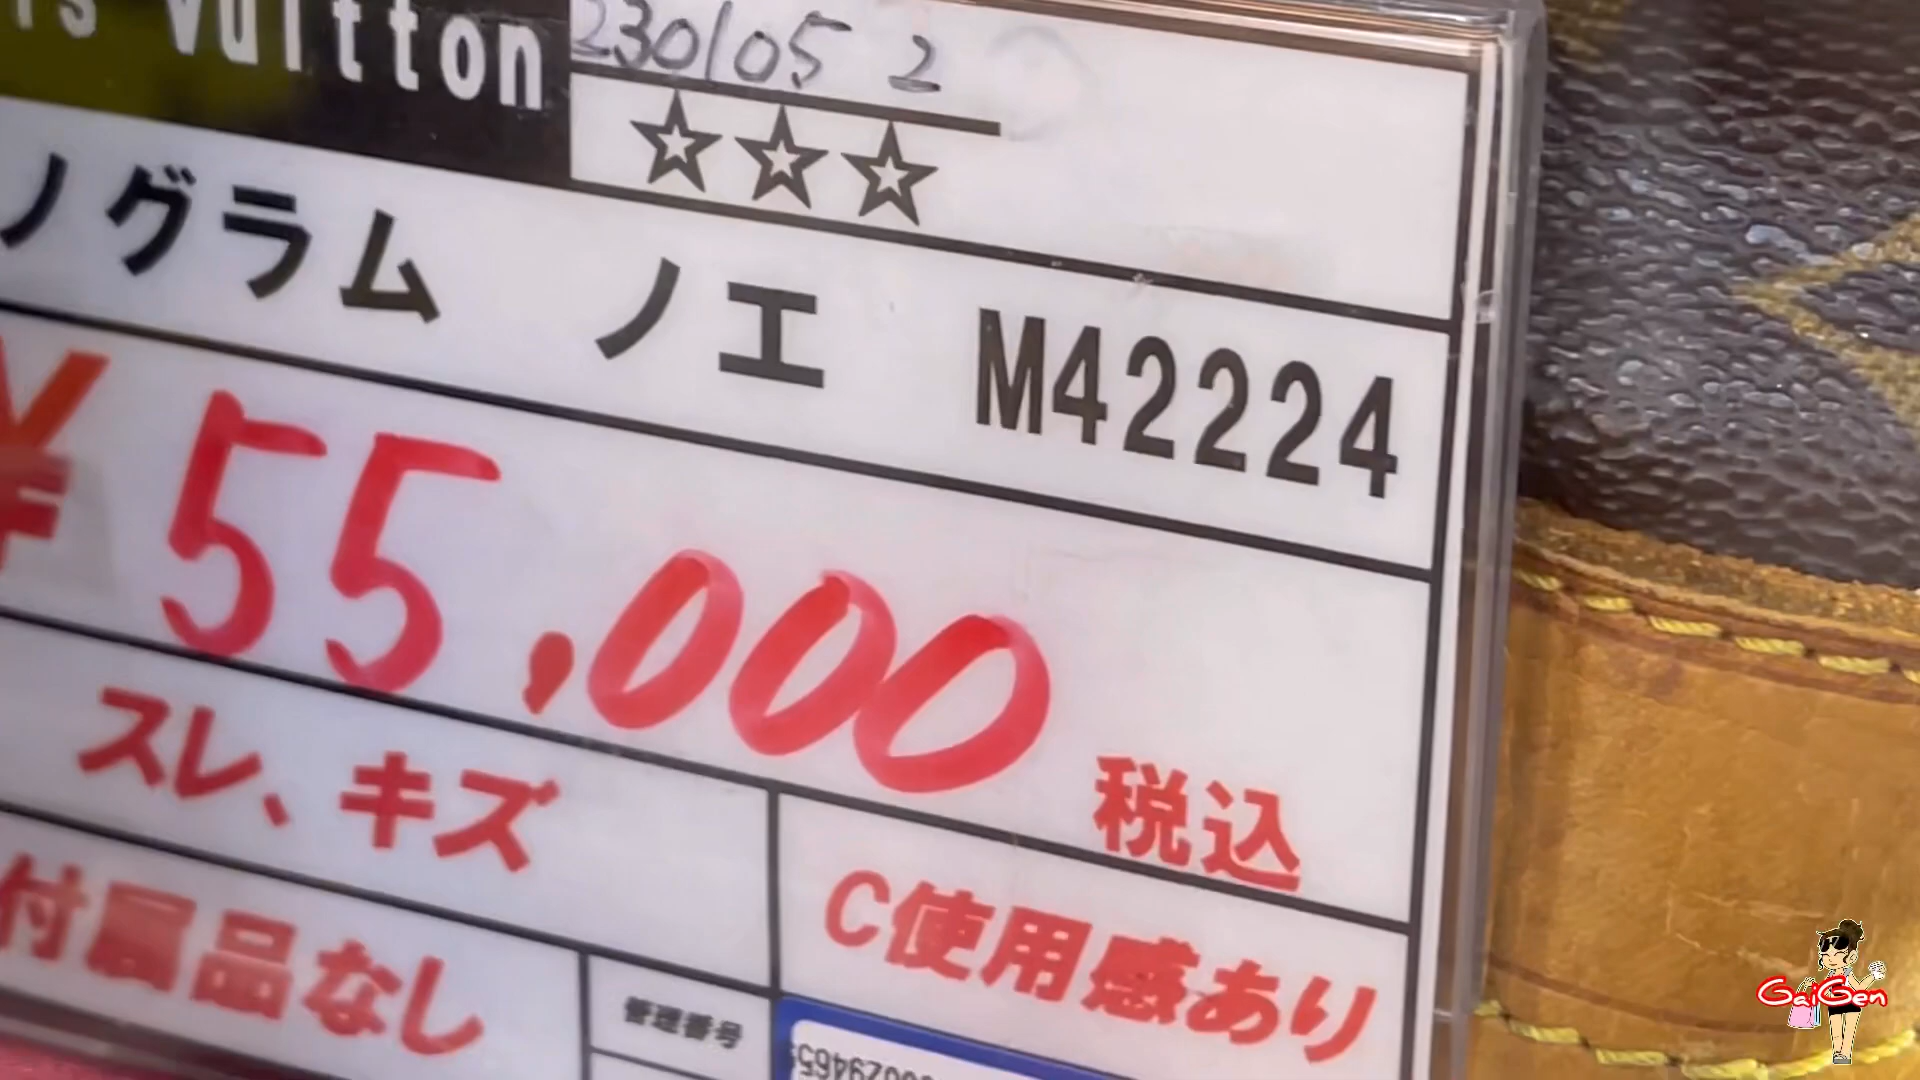 Vuitton
230105 2
☆☆☆
ノグラム ノエ M42224
¥55,000 税込
スレ、キズ
C使用感あり
付属品なし
管理番号
GaiGen